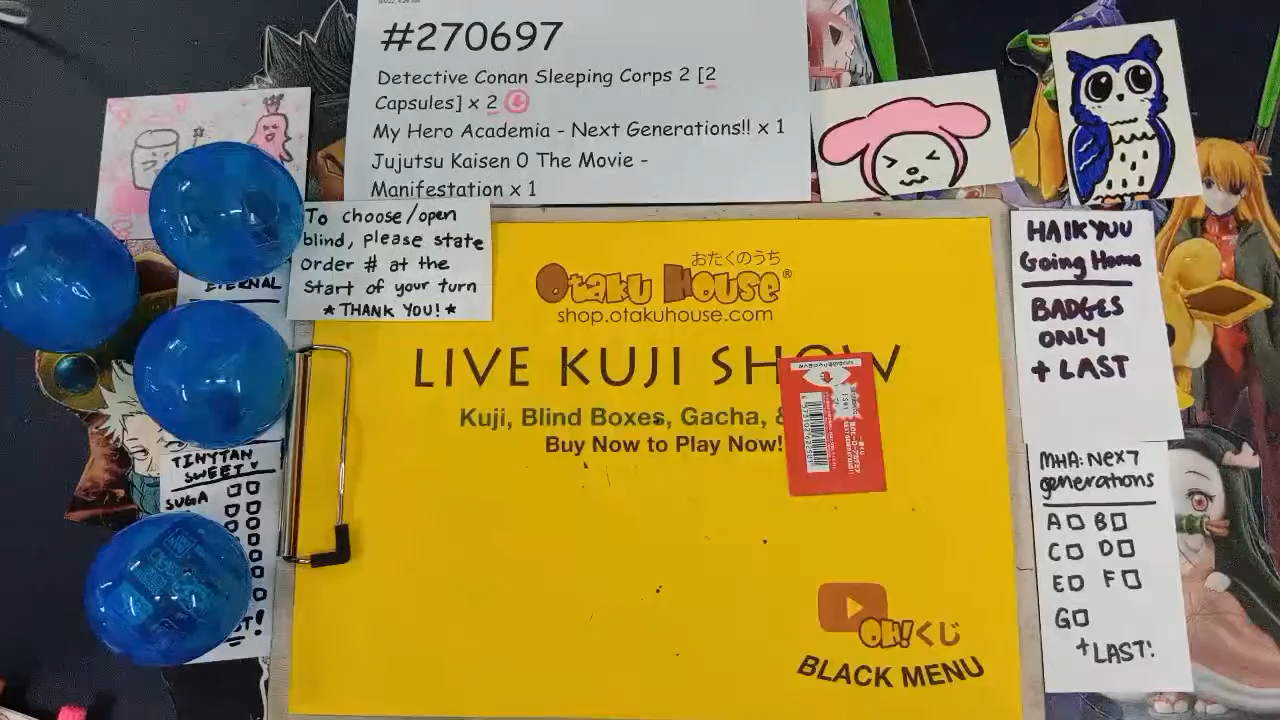 #270697
Detective Conan Sleeping Corps 2 [2
Capsules] x 2
My Hero Academia - Next Generations!! x 1
Jujutsu Kaisen 0 The Movie -
Manifestation x 1
To choose/open
blind, please state
Order # at the
Start of your turn
★ THANK YOU! ★
ETERNAL
TINYTAN
SWEET
SUGA
おたくのうち
Otaku House®
shop.otakuhouse.com
LIVE KUJI SHOW
Kuji, Blind Boxes, Gacha, &
Buy Now to Play Now!
Oh!くじ
BLACK MENU
HAIKYUU
Going Home
BADGES
ONLY
+ LAST
MHA: NEXT
generations
A B
C D
E F
G
+LAST!